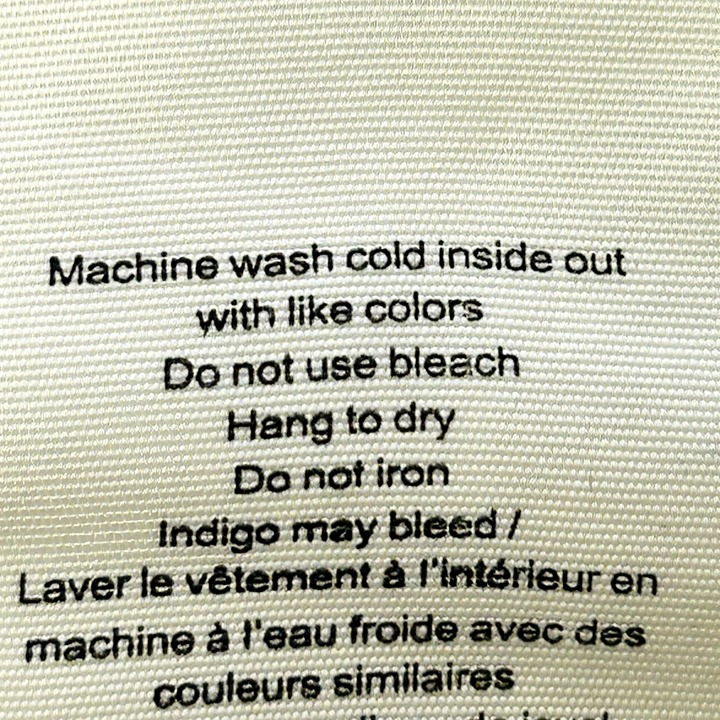 Machine wash cold inside out
with like colors
Do not use bleach
Hang to dry
Do not iron
Indigo may bleed /
Laver le vêtement à l'intérieur en
machine à l'eau froide avec des
couleurs similaires